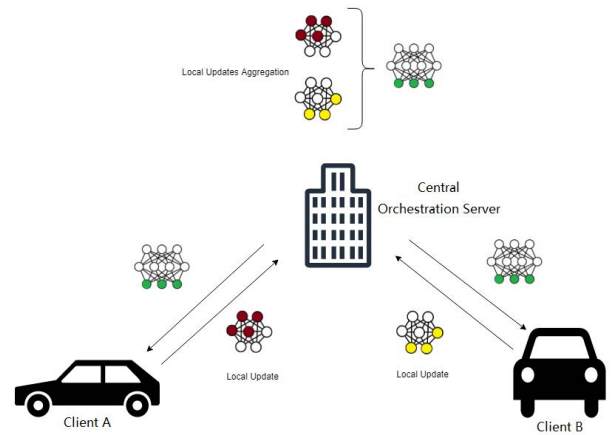 Local Updates Aggregation
Central
Orchestration Server
Local Update
Local Update
Client A
Client B